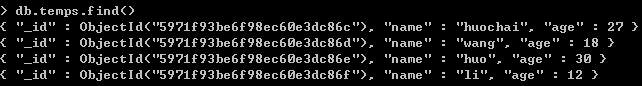 > db.temps.find()
{ "_id" : ObjectId("5971f93be6f98ec60e3dc86c"), "name" : "huochai", "age" : 27 }
{ "_id" : ObjectId("5971f93be6f98ec60e3dc86d"), "name" : "wang", "age" : 18 }
{ "_id" : ObjectId("5971f93be6f98ec60e3dc86e"), "name" : "huo", "age" : 30 }
{ "_id" : ObjectId("5971f93be6f98ec60e3dc86f"), "name" : "li", "age" : 12 }